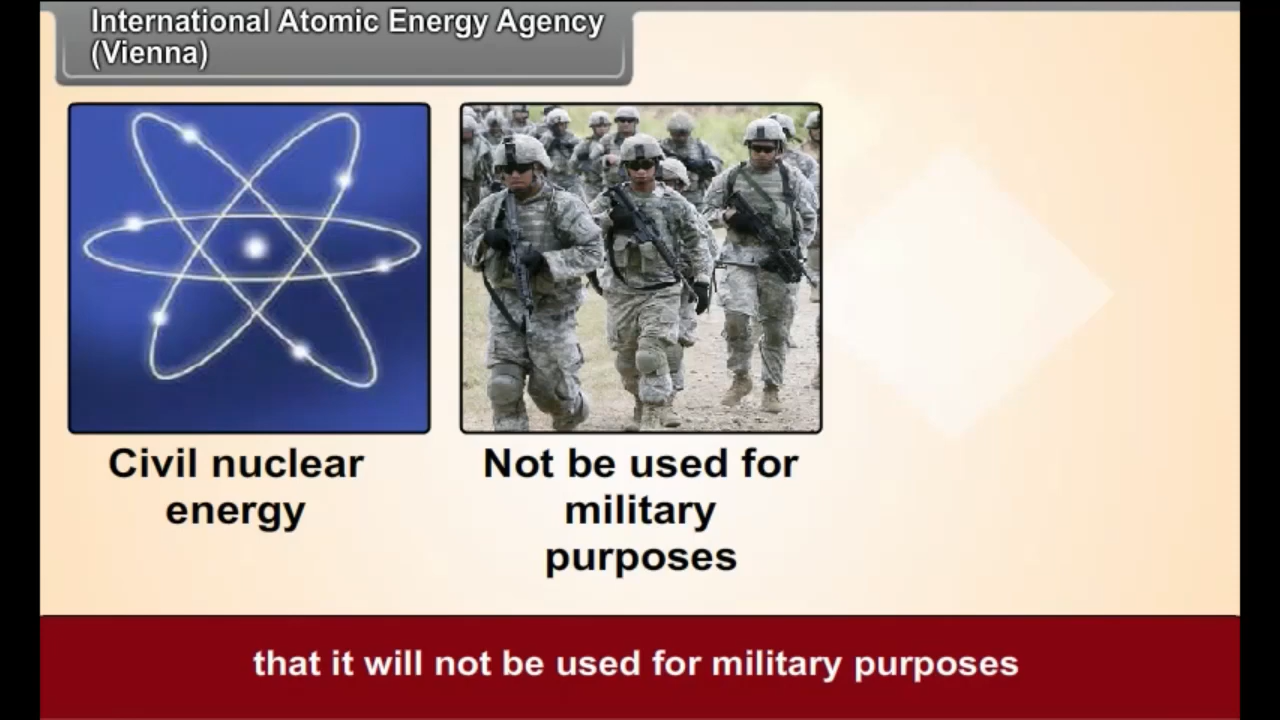 International Atomic Energy Agency
(Vienna)
Civil nuclear
energy
Not be used for
military
purposes
that it will not be used for military purposes